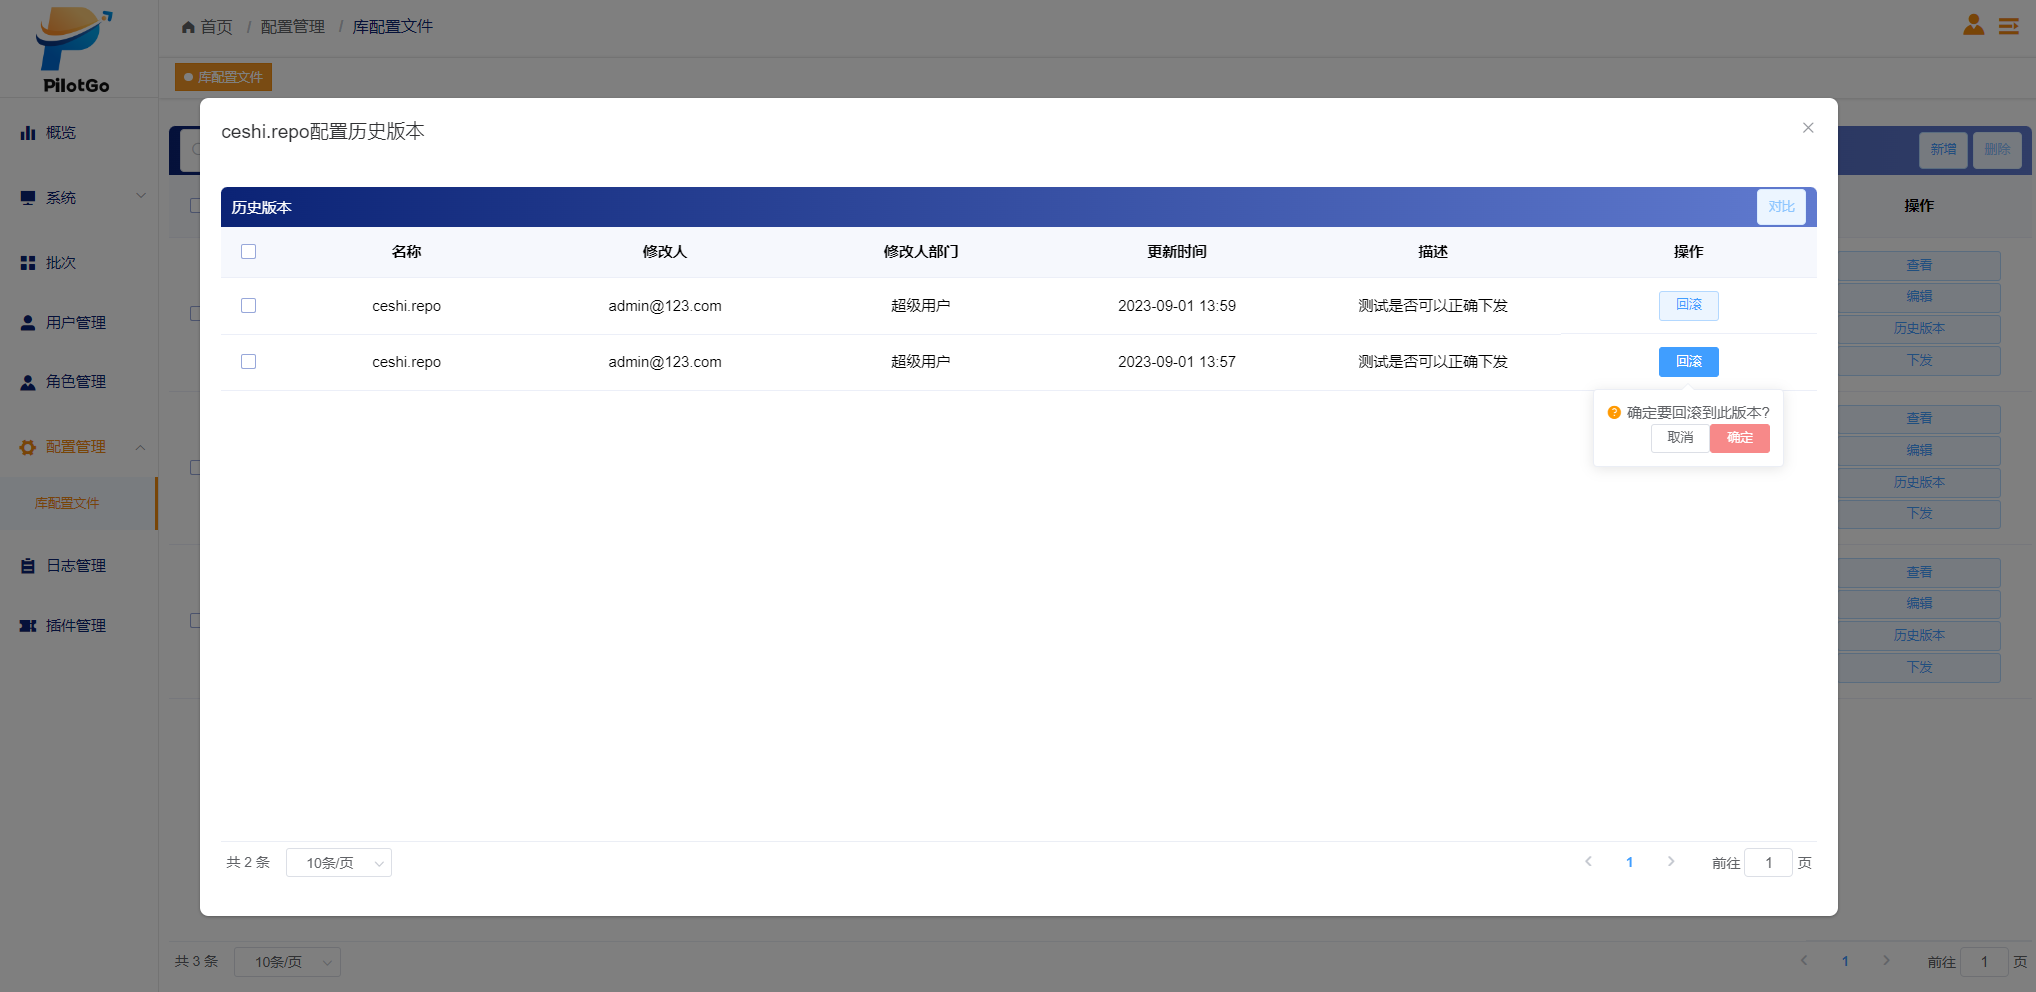 PilotGo
首页 / 配置管理 / 库配置文件
库配置文件
概览
系统
批次
用户管理
角色管理
配置管理
库配置文件
日志管理
插件管理
新增 删除
操作
查看
编辑
历史版本
下发
查看
编辑
历史版本
下发
查看
编辑
历史版本
下发
共 3 条 10条/页 1 前往 1 页
ceshi.repo配置历史版本
历史版本 对比
名称 修改人 修改人部门 更新时间 描述 操作
ceshi.repo admin@123.com 超级用户 2023-09-01 13:59 测试是否可以正确下发 回滚
ceshi.repo admin@123.com 超级用户 2023-09-01 13:57 测试是否可以正确下发 回滚
确定要回滚到此版本?
取消 确定
共 2 条 10条/页 1 前往 1 页